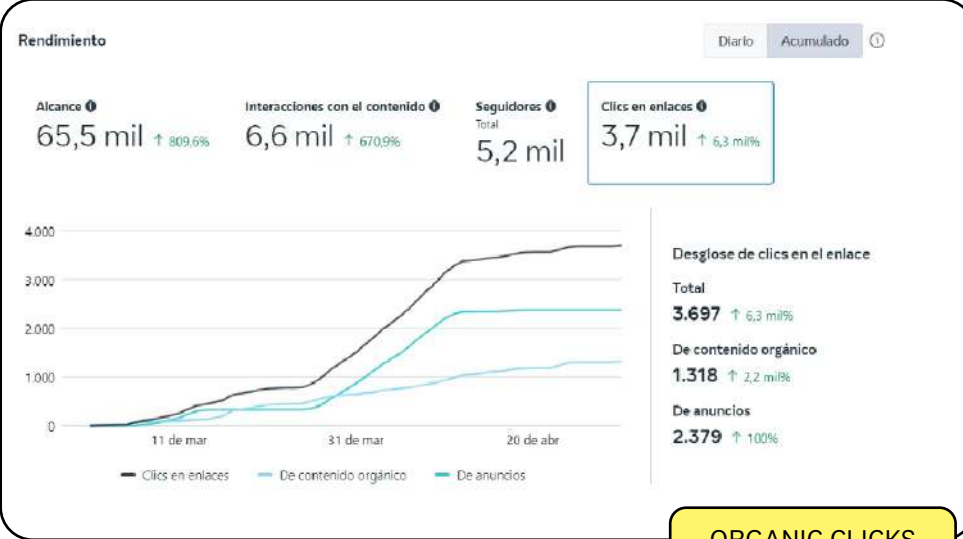 Rendimiento
Diario Acumulado
Alcance
65,5 mil ↑ 809,6%
Interacciones con el contenido
6,6 mil ↑ 670,9%
Seguidores
Total
5,2 mil
Clics en enlaces
3,7 mil ↑ 6,3 mil%
4.000
3.000
2.000
1.000
0
11 de mar 31 de mar 20 de abr
Clics en enlaces De contenido orgánico De anuncios
Desglose de clics en el enlace
Total
3.697 ↑ 6,3 mil%
De contenido orgánico
1.318 ↑ 2,2 mil%
De anuncios
2.379 ↑ 100%
ORGANIC CLICKS